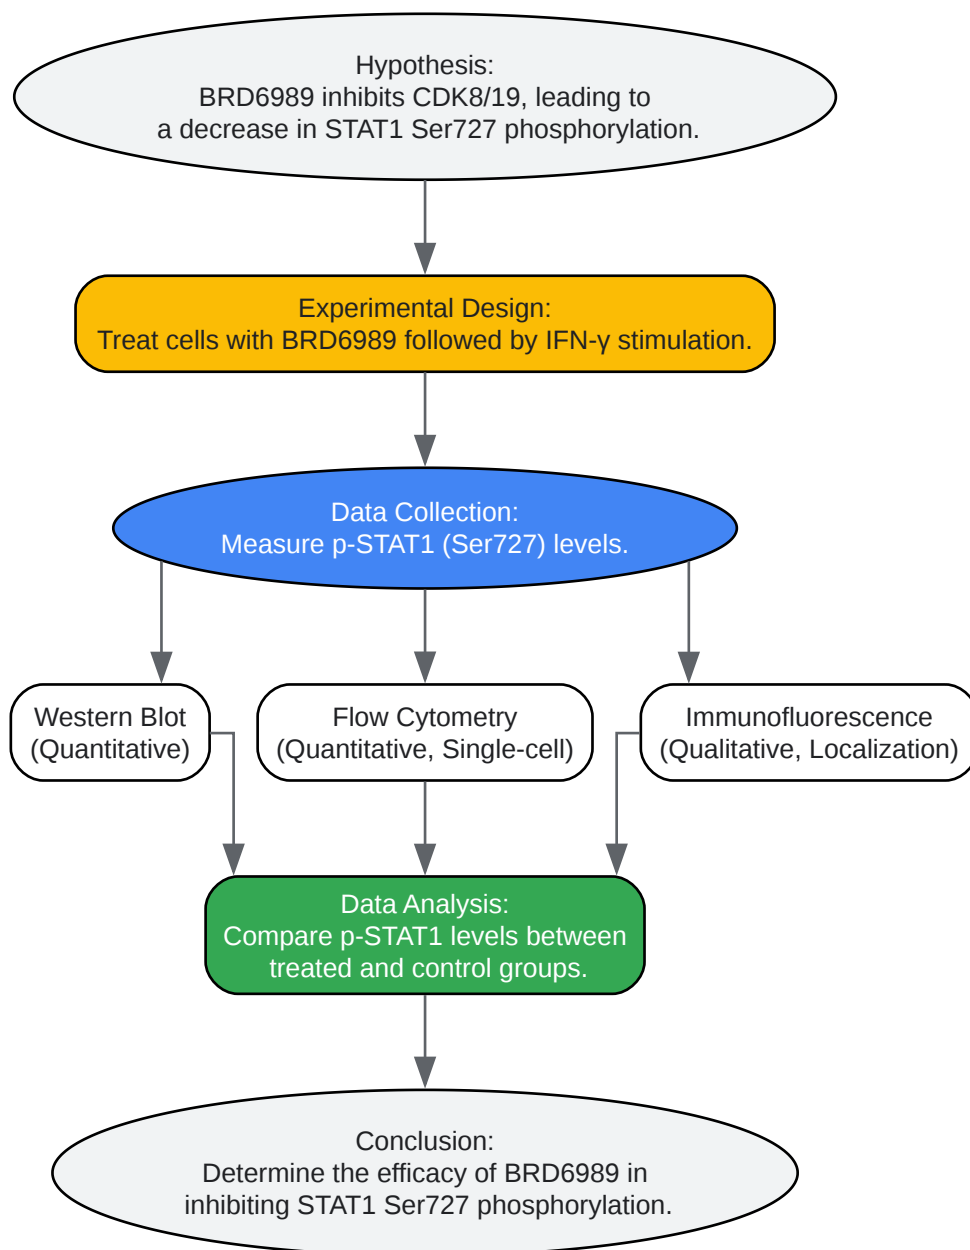 Hypothesis:
BRD6989 inhibits CDK8/19, leading to
a decrease in STAT1 Ser727 phosphorylation.
Experimental Design:
Treat cells with BRD6989 followed by IFN-γ stimulation.
Data Collection:
Measure p-STAT1 (Ser727) levels.
Western Blot
(Quantitative)
Flow Cytometry
(Quantitative, Single-cell)
Immunofluorescence
(Qualitative, Localization)
Data Analysis:
Compare p-STAT1 levels between
treated and control groups.
Conclusion:
Determine the efficacy of BRD6989 in
inhibiting STAT1 Ser727 phosphorylation.